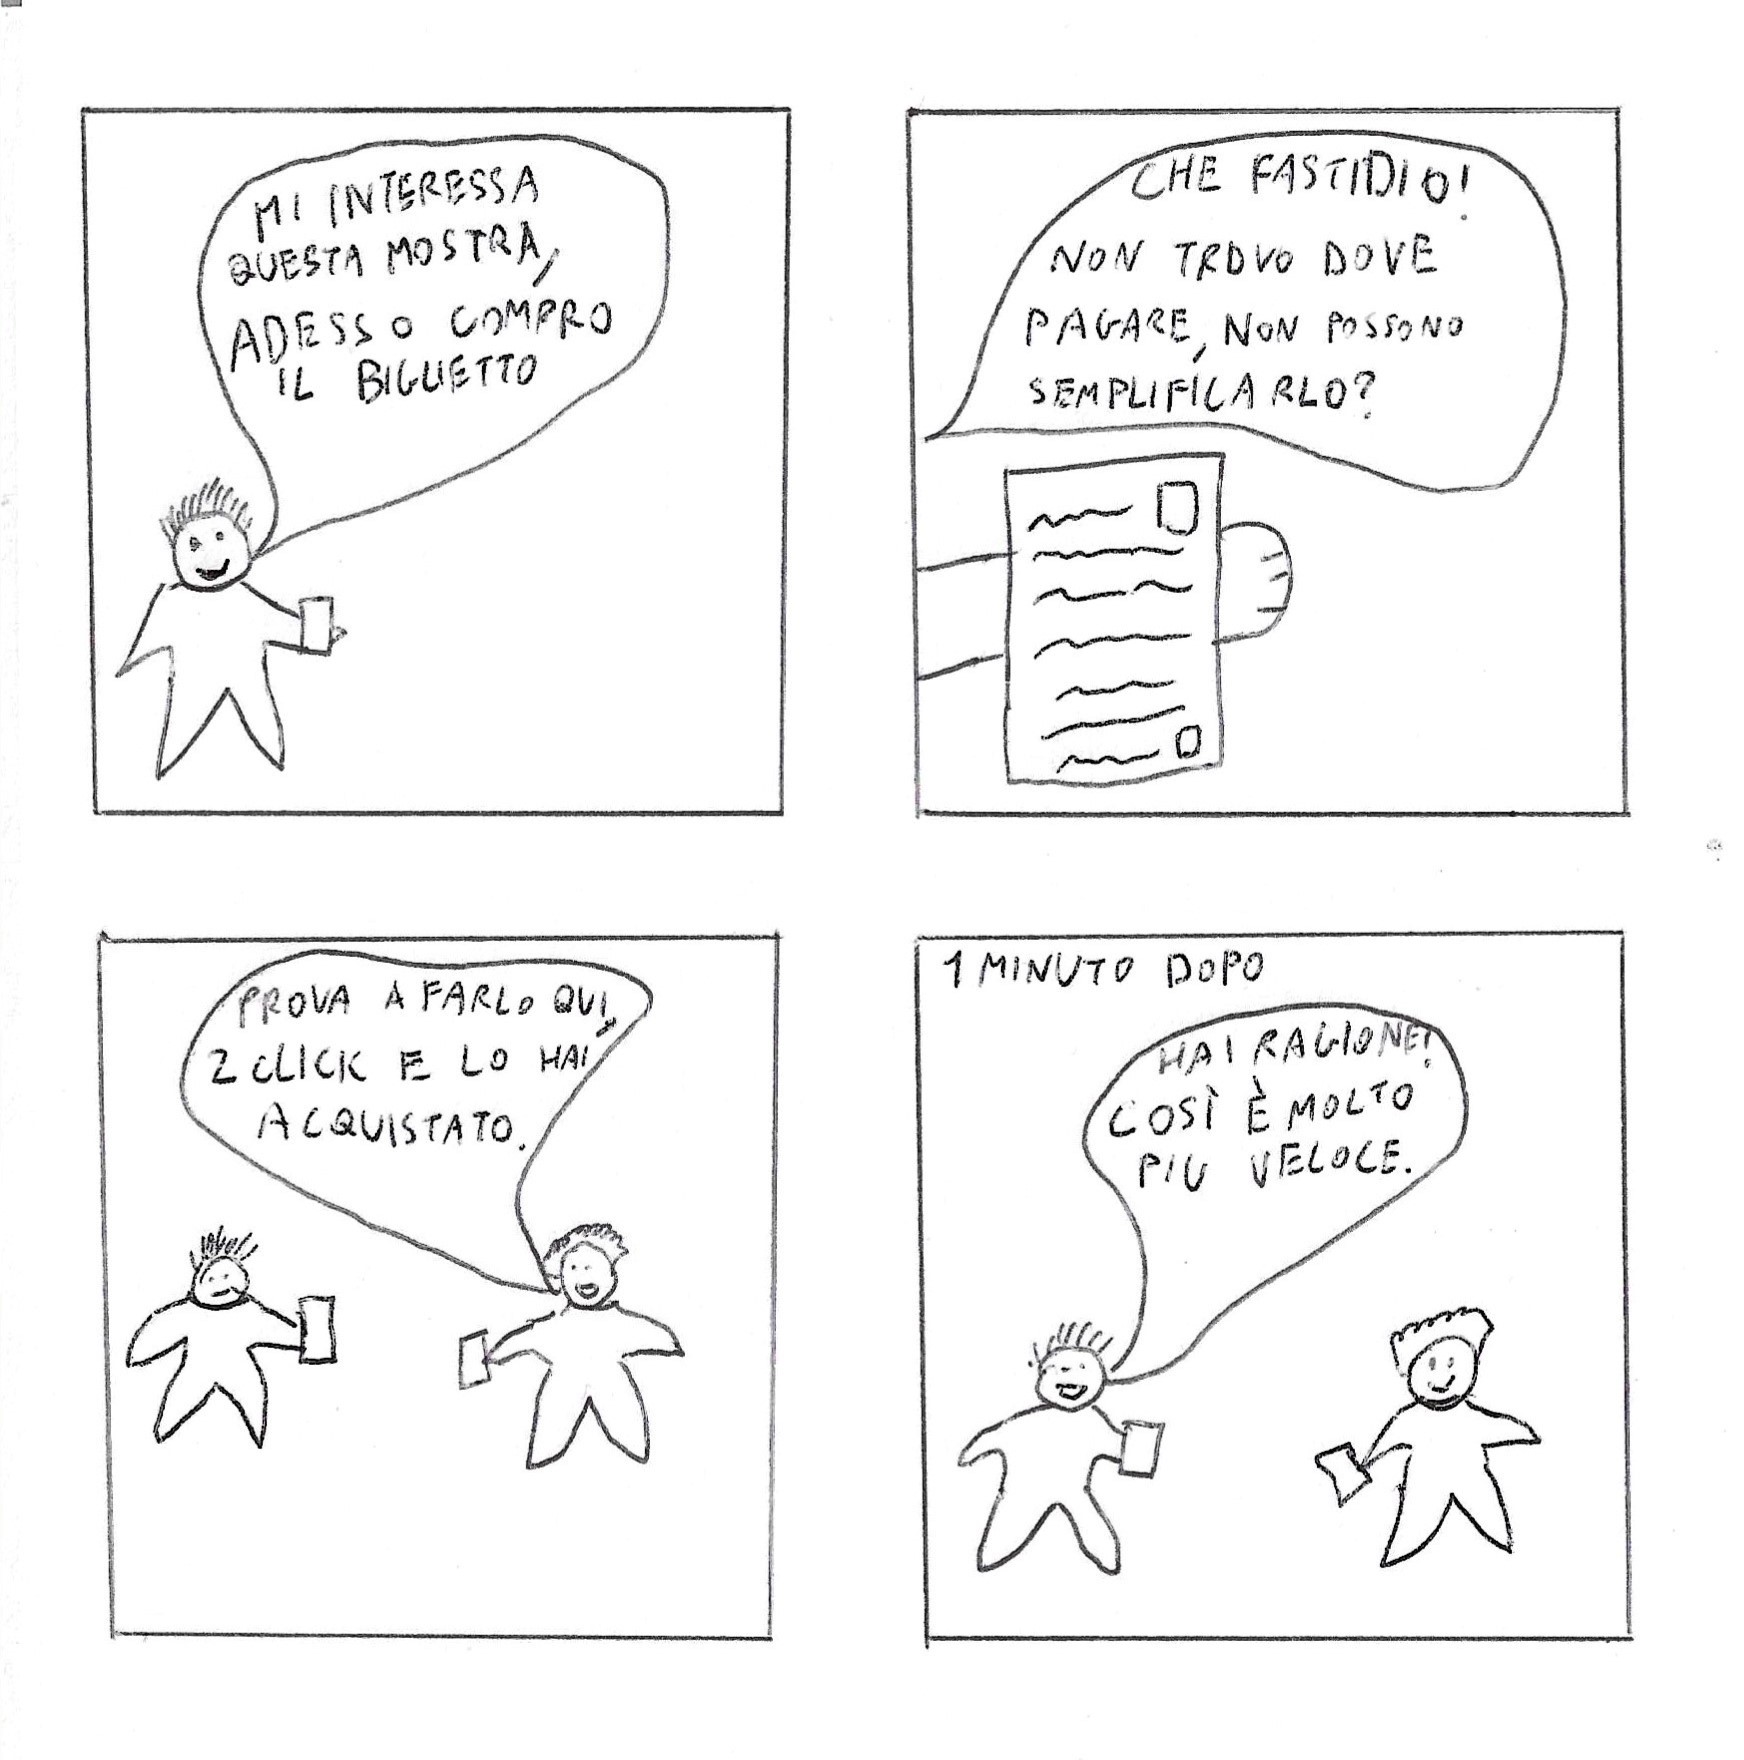 MI INTERESSA
QUESTA MOSTRA,
ADESSO COMPRO
IL BIGLIETTO
CHE FASTIDIO!
NON TROVO DOVE
PAGARE, NON POSSONO
SEMPLIFICARLO?
PROVA A FARLO QUI,
2 CLICK E LO HAI
ACQUISTATO.
1 MINUTO DOPO
HAI RAGIONE!
COSÌ È MOLTO
PIU VELOCE.